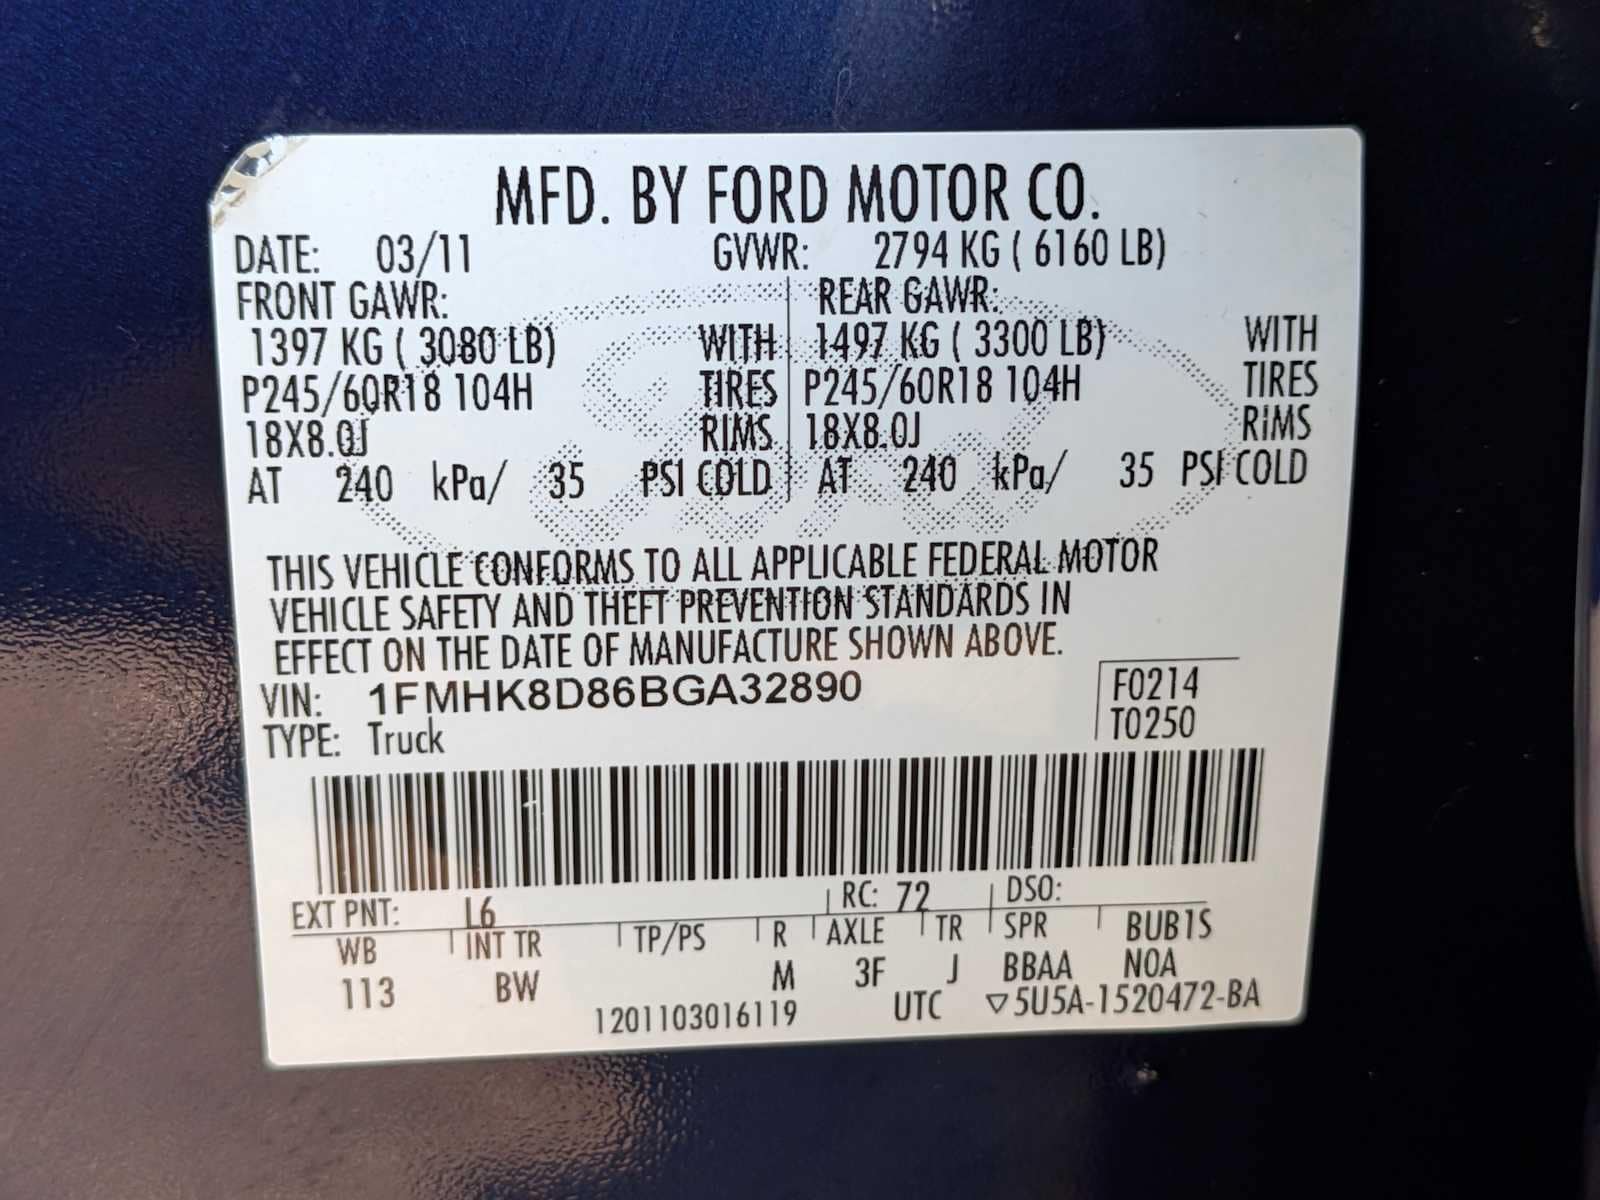 MFD. BY FORD MOTOR CO.
DATE: 03/11 GVWR: 2794 KG ( 6160 LB)
FRONT GAWR: REAR GAWR:
1397 KG ( 3080 LB) WITH 1497 KG ( 3300 LB) WITH
P245/60R18 104H TIRES P245/60R18 104H TIRES
18X8.0J RIMS 18X8.0J RIMS
AT 240 kPa/ 35 PSI COLD AT 240 kPa/ 35 PSI COLD
THIS VEHICLE CONFORMS TO ALL APPLICABLE FEDERAL MOTOR
VEHICLE SAFETY AND THEFT PREVENTION STANDARDS IN
EFFECT ON THE DATE OF MANUFACTURE SHOWN ABOVE.
VIN: 1FMHK8D86BGA32890 F0214
TYPE: Truck T0250
EXT PNT: L6 RC: 72 DSO:
WB INT TR TP/PS R AXLE TR SPR BUB1S
113 BW M 3F J BBAA NOA
1201103016119 UTC ▽5U5A-1520472-BA